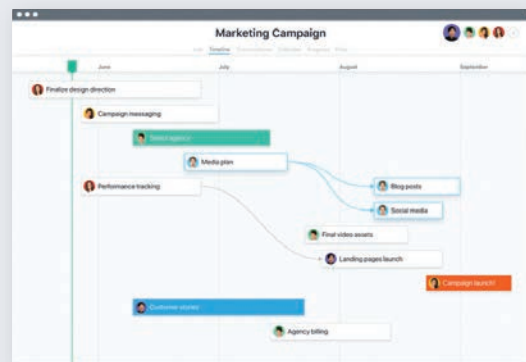 Marketing Campaign
Timeline
June
July
August
September
Finalize design direction
Campaign messaging
Select agency
Media plan
Performance tracking
Blog posts
Social media
Final video assets
Landing pages launch
Campaign launch!
Customer stories
Agency billing